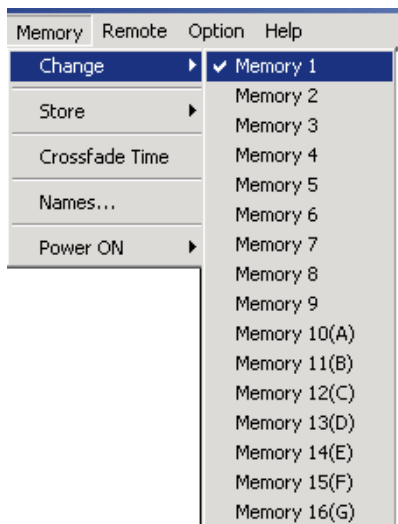 Memory Remote Option Help
Change
Store
Crossfade Time
Names...
Power ON
Memory 1
Memory 2
Memory 3
Memory 4
Memory 5
Memory 6
Memory 7
Memory 8
Memory 9
Memory 10(A)
Memory 11(B)
Memory 12(C)
Memory 13(D)
Memory 14(E)
Memory 15(F)
Memory 16(G)